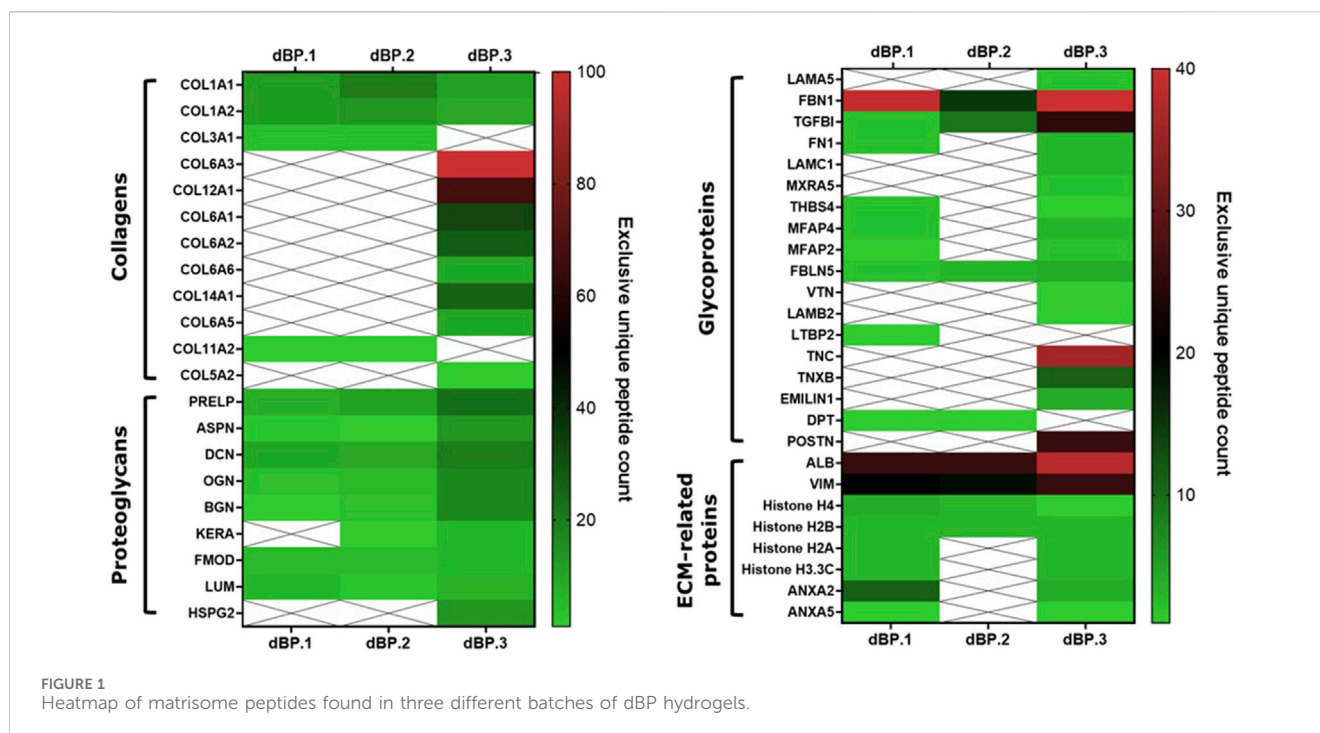 dBP.1 dBP.2 dBP.3
Collagens
COL1A1
COL1A2
COL3A1
COL6A3
COL12A1
COL6A1
COL6A2
COL6A6
COL14A1
COL6A5
COL11A2
COL5A2
Proteoglycans
PRELP
ASPN
DCN
OGN
BGN
KERA
FMOD
LUM
HSPG2
dBP.1 dBP.2 dBP.3
100
80
60
40
20
Exclusive unique peptide count
dBP.1 dBP.2 dBP.3
Glycoproteins
LAMA5
FBN1
TGFBI
FN1
LAMC1
MXRA5
THBS4
MFAP4
MFAP2
FBLN5
VTN
LAMB2
LTBP2
TNC
TNXB
EMILIN1
DPT
POSTN
ECM-related
proteins
ALB
VIM
Histone H4
Histone H2B
Histone H2A
Histone H3.3C
ANXA2
ANXA5
dBP.1 dBP.2 dBP.3
40
30
20
10
Exclusive unique peptide count
FIGURE 1
Heatmap of matrisome peptides found in three different batches of dBP hydrogels.